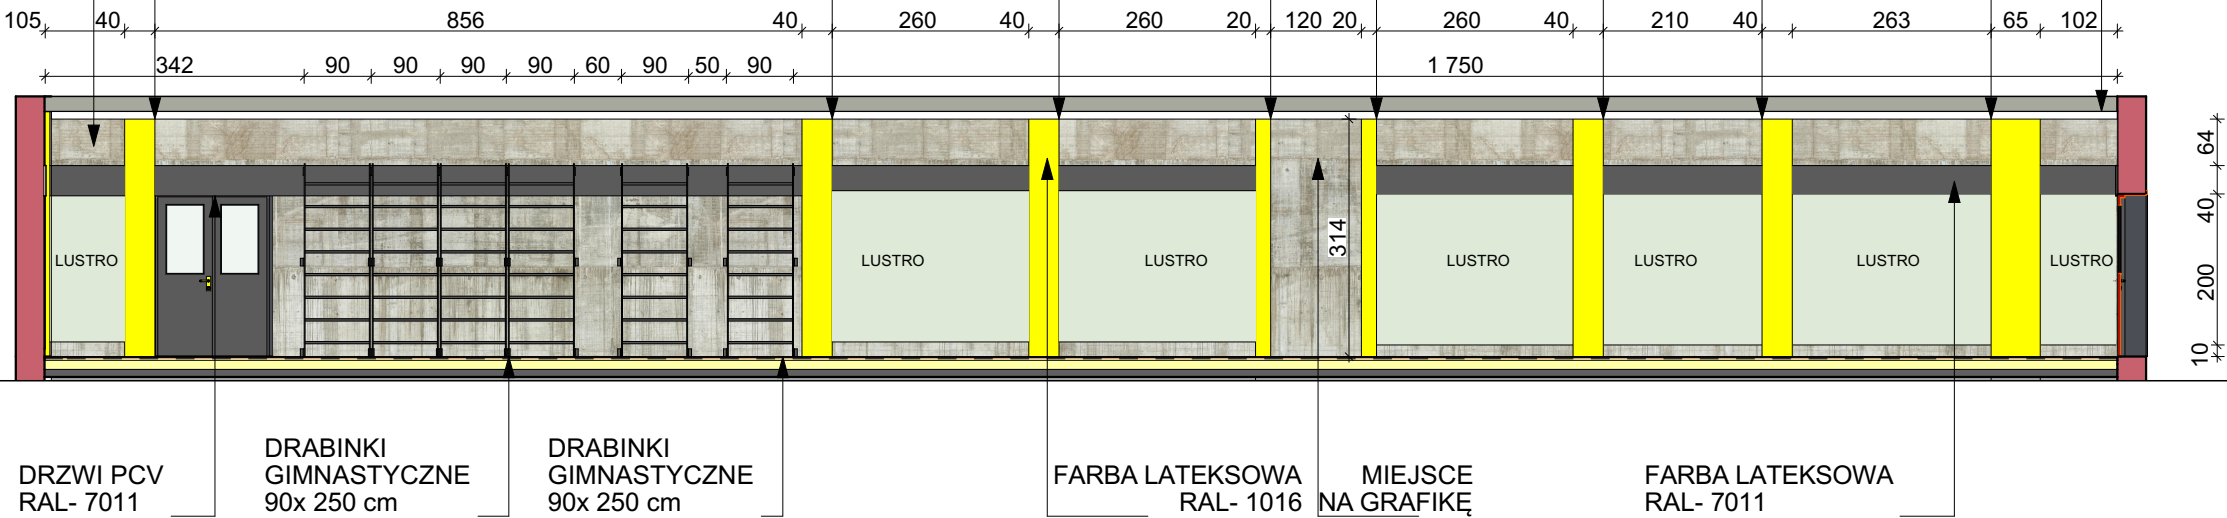 105 40 856 40 260 40 260 20 120 20 260 40 210 40 263 65 102
342 90 90 90 90 60 90 50 90 1 750
64
40
200
10
314
LUSTRO LUSTRO LUSTRO LUSTRO LUSTRO LUSTRO LUSTRO
DRZWI PCV
RAL- 7011
DRABINKI
GIMNASTYCZNE
90x 250 cm
DRABINKI
GIMNASTYCZNE
90x 250 cm
FARBA LATEKSOWA
RAL- 1016
MIEJSCE
NA GRAFIKĘ
FARBA LATEKSOWA
RAL- 7011